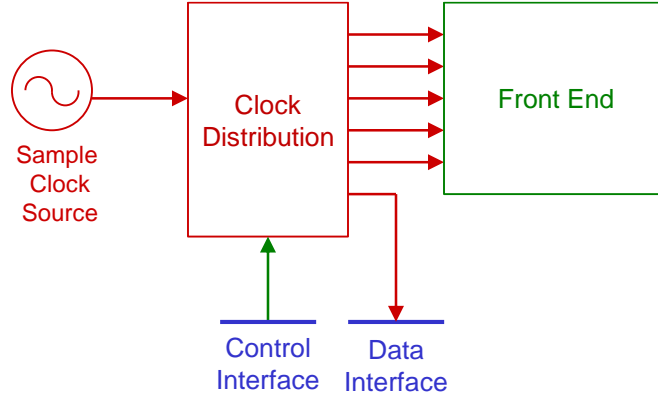 Clock
Distribution
Front End
Sample
Clock
Source
Control
Interface
Data
Interface